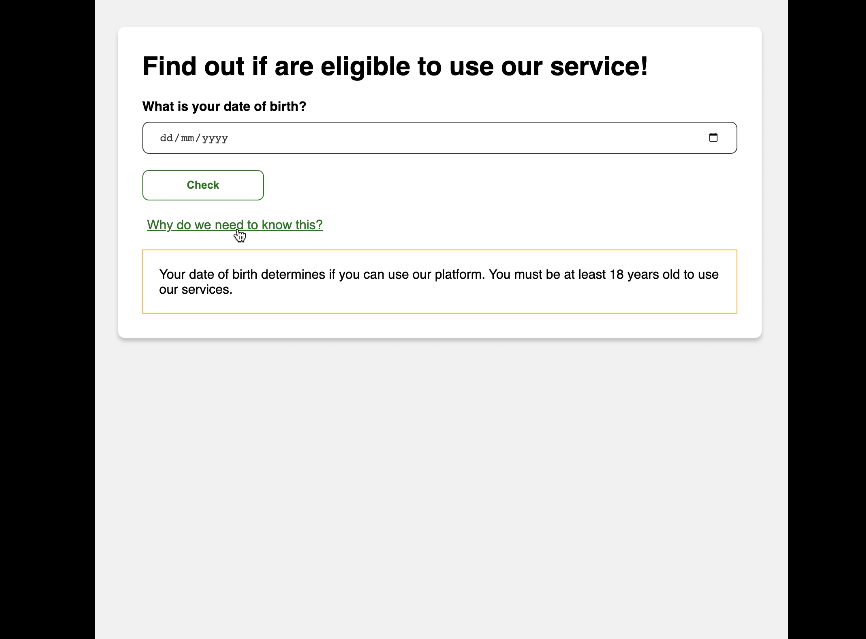 Find out if are eligible to use our service!
What is your date of birth?
dd/mm/yyyy
Check
Why do we need to know this?
Your date of birth determines if you can use our platform. You must be at least 18 years old to use
our services.